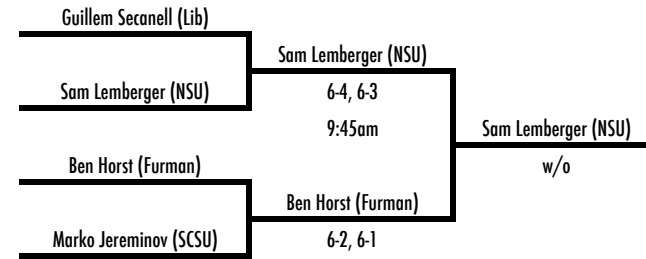 Guillem Secanell (Lib)
Sam Lemberger (NSU)
Sam Lemberger (NSU)
6-4, 6-3
9:45am
Sam Lemberger (NSU)
w/o
Ben Horst (Furman)
Ben Horst (Furman)
Marko Jereminov (SCSU)
6-2, 6-1